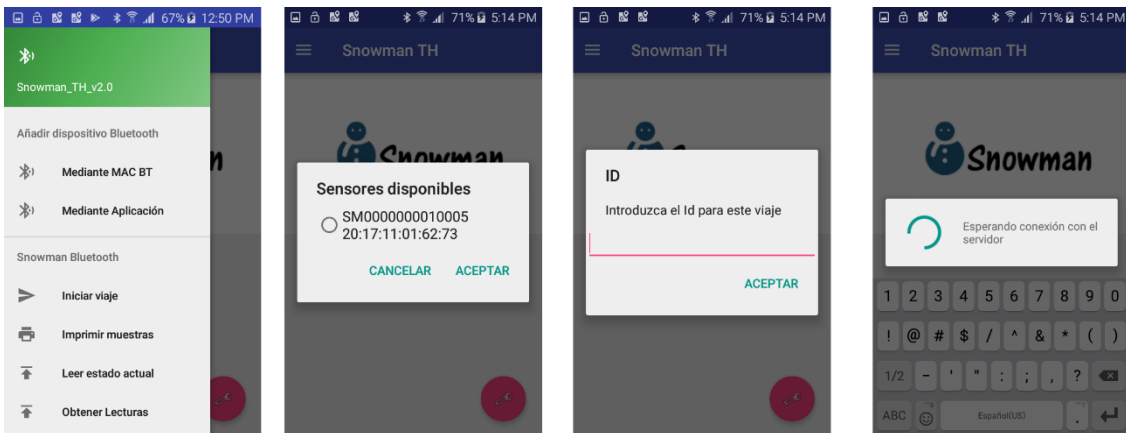 67% 12:50 PM
Snowman_TH_v2.0
Añadir dispositivo Bluetooth
Mediante MAC BT
Mediante Aplicación
Snowman Bluetooth
Iniciar viaje
Imprimir muestras
Leer estado actual
Obtener Lecturas
n
71% 5:14 PM
Snowman TH
Snowman
Sensores disponibles
SM0000000010005
20:17:11:01:62:73
CANCELAR ACEPTAR
71% 5:14 PM
Snowman TH
ID
Introduzca el Id para este viaje
ACEPTAR
71% 5:14 PM
Snowman TH
Snowman
Esperando conexión con el
servidor
1 2 3 4 5 6 7 8 9 0
! @ # $ / ^ & * ( )
1/2 - ' " : ; , ?
ABC Español(US) .